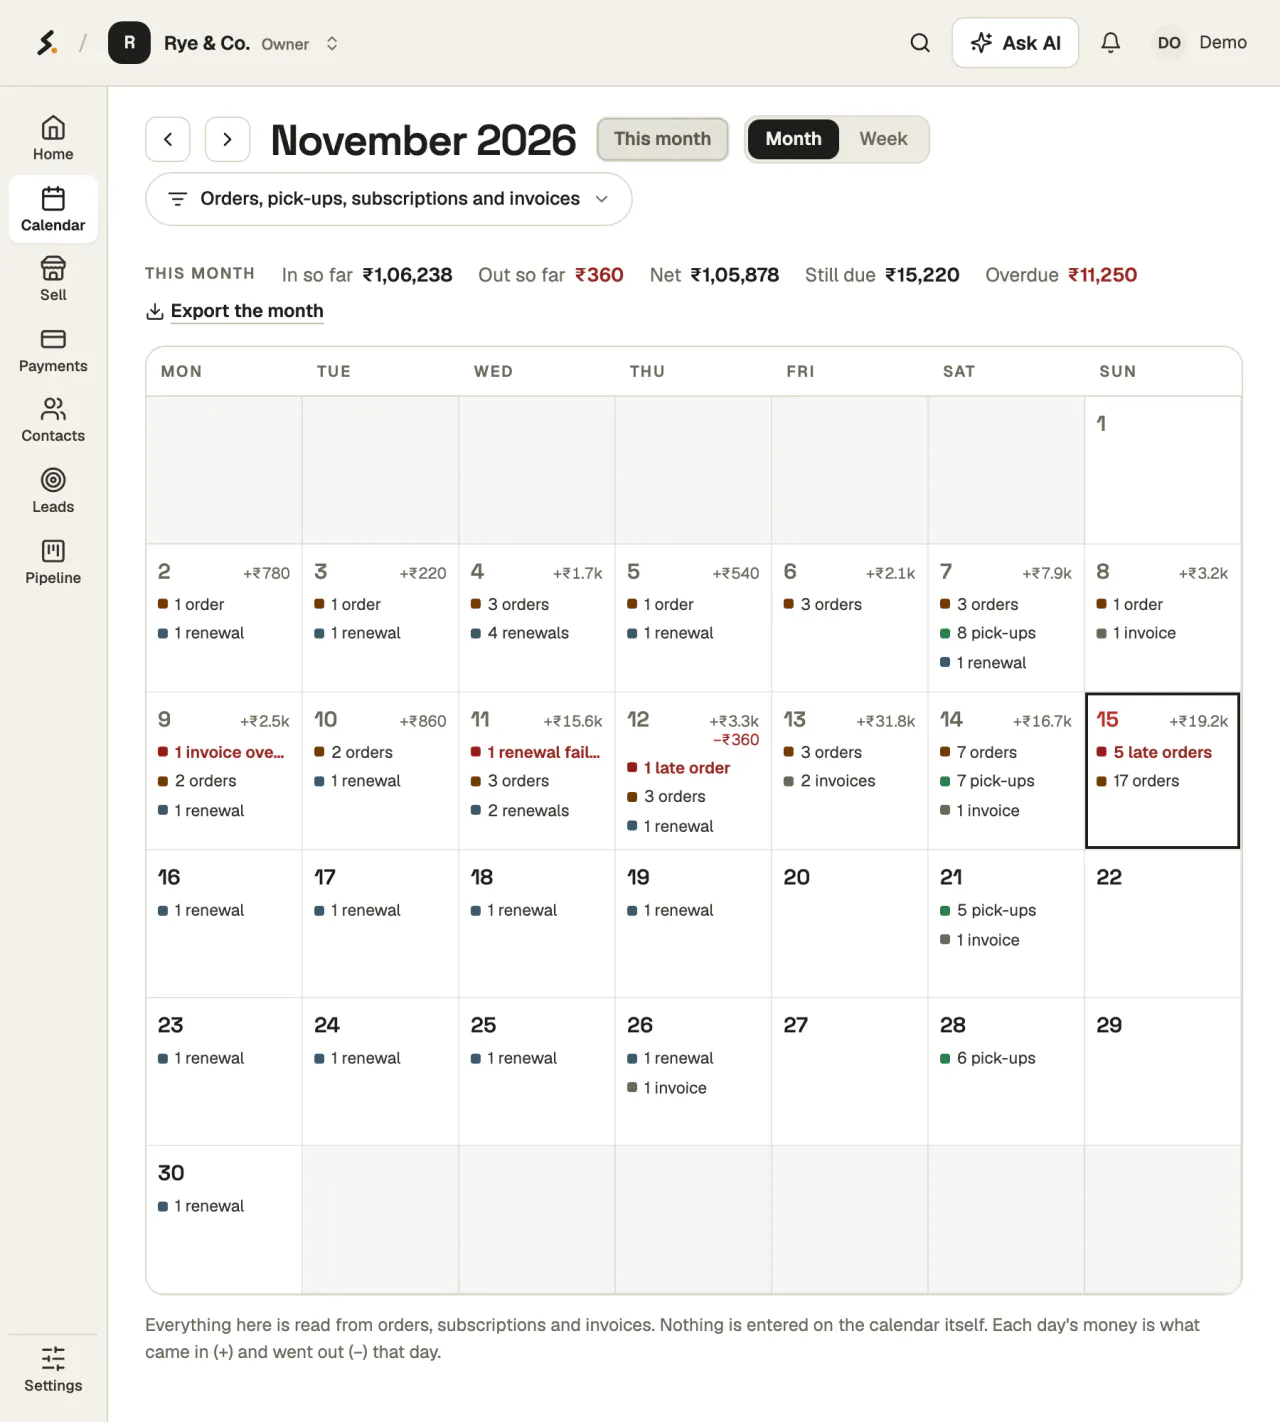 / R Rye & Co. Owner
Ask AI
DO Demo
Home
Calendar
Sell
Payments
Contacts
Leads
Pipeline
Settings
November 2026 This month Month Week
Orders, pick-ups, subscriptions and invoices
THIS MONTH In so far ₹1,06,238 Out so far ₹360 Net ₹1,05,878 Still due ₹15,220 Overdue ₹11,250
Export the month
MON TUE WED THU FRI SAT SUN
1
2 +₹780
1 order
1 renewal
3 +₹220
1 order
1 renewal
4 +₹1.7k
3 orders
4 renewals
5 +₹540
1 order
1 renewal
6 +₹2.1k
3 orders
7 +₹7.9k
3 orders
8 pick-ups
1 renewal
8 +₹3.2k
1 order
1 invoice
9 +₹2.5k
1 invoice ove...
2 orders
1 renewal
10 +₹860
2 orders
1 renewal
11 +₹15.6k
1 renewal fail...
3 orders
2 renewals
12 +₹3.3k
−₹360
1 late order
3 orders
1 renewal
13 +₹31.8k
3 orders
2 invoices
14 +₹16.7k
7 orders
7 pick-ups
1 invoice
15 +₹19.2k
5 late orders
17 orders
16
1 renewal
17
1 renewal
18
1 renewal
19
1 renewal
20
21
5 pick-ups
1 invoice
22
23
1 renewal
24
1 renewal
25
1 renewal
26
1 renewal
1 invoice
27
28
6 pick-ups
29
30
1 renewal
Everything here is read from orders, subscriptions and invoices. Nothing is entered on the calendar itself. Each day's money is what
came in (+) and went out (−) that day.